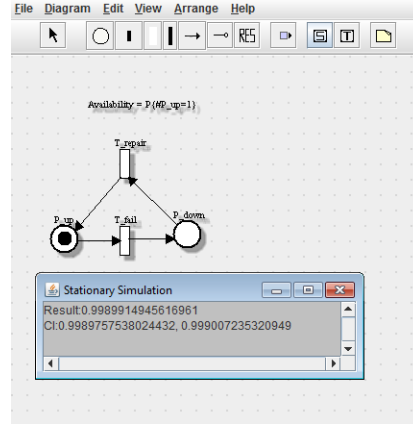 File Diagram Edit View Arrange Help
RES S T
Availability = P{#P_up=1}
T_repair
P_up T_fail P_down
Stationary Simulation
Result:0.9989914945616961
CI:0.9989757538024432, 0.999007235320949